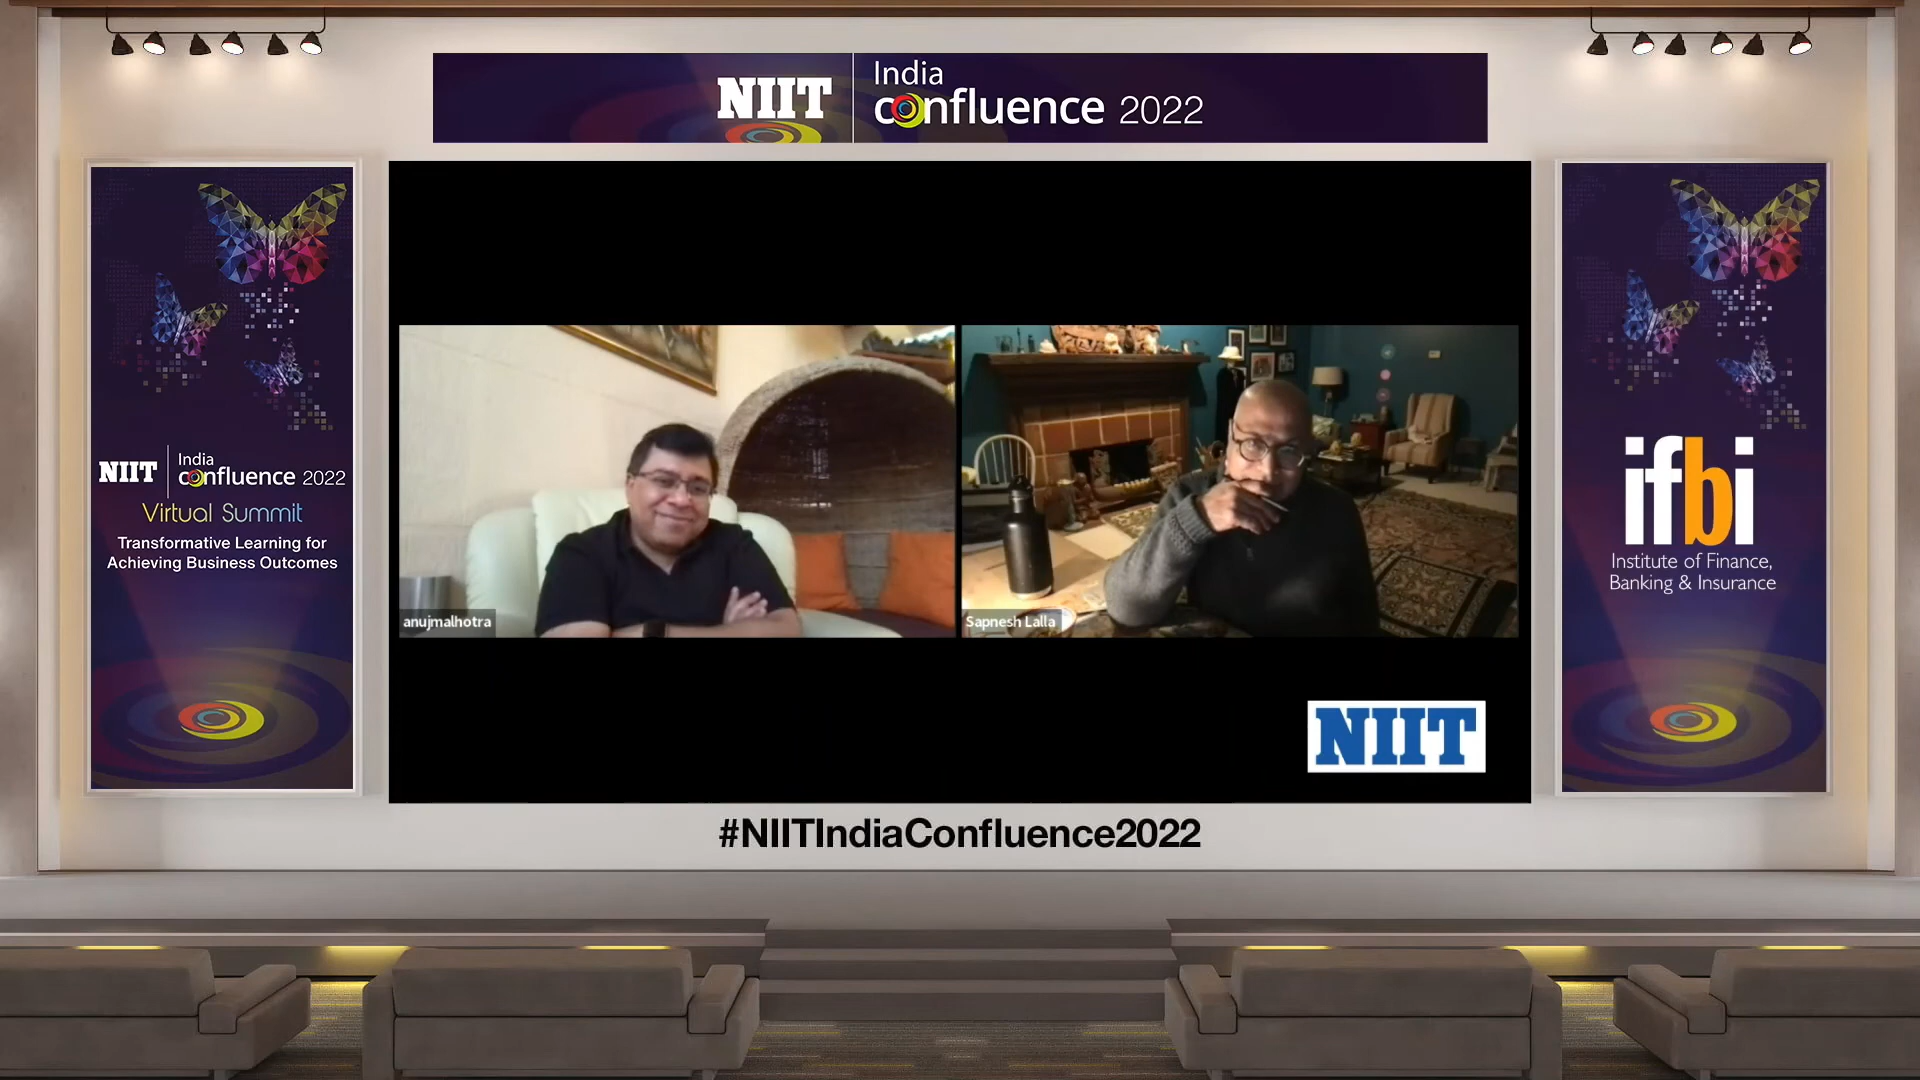 NIIT
India
confluence 2022
NIIT
India
confluence 2022
Virtual Summit
Transformative Learning for
Achieving Business Outcomes
anujmalhotra
Sapnesh Lalla
NIIT
ifbi
Institute of Finance,
Banking & Insurance
#NIITIndiaConfluence2022